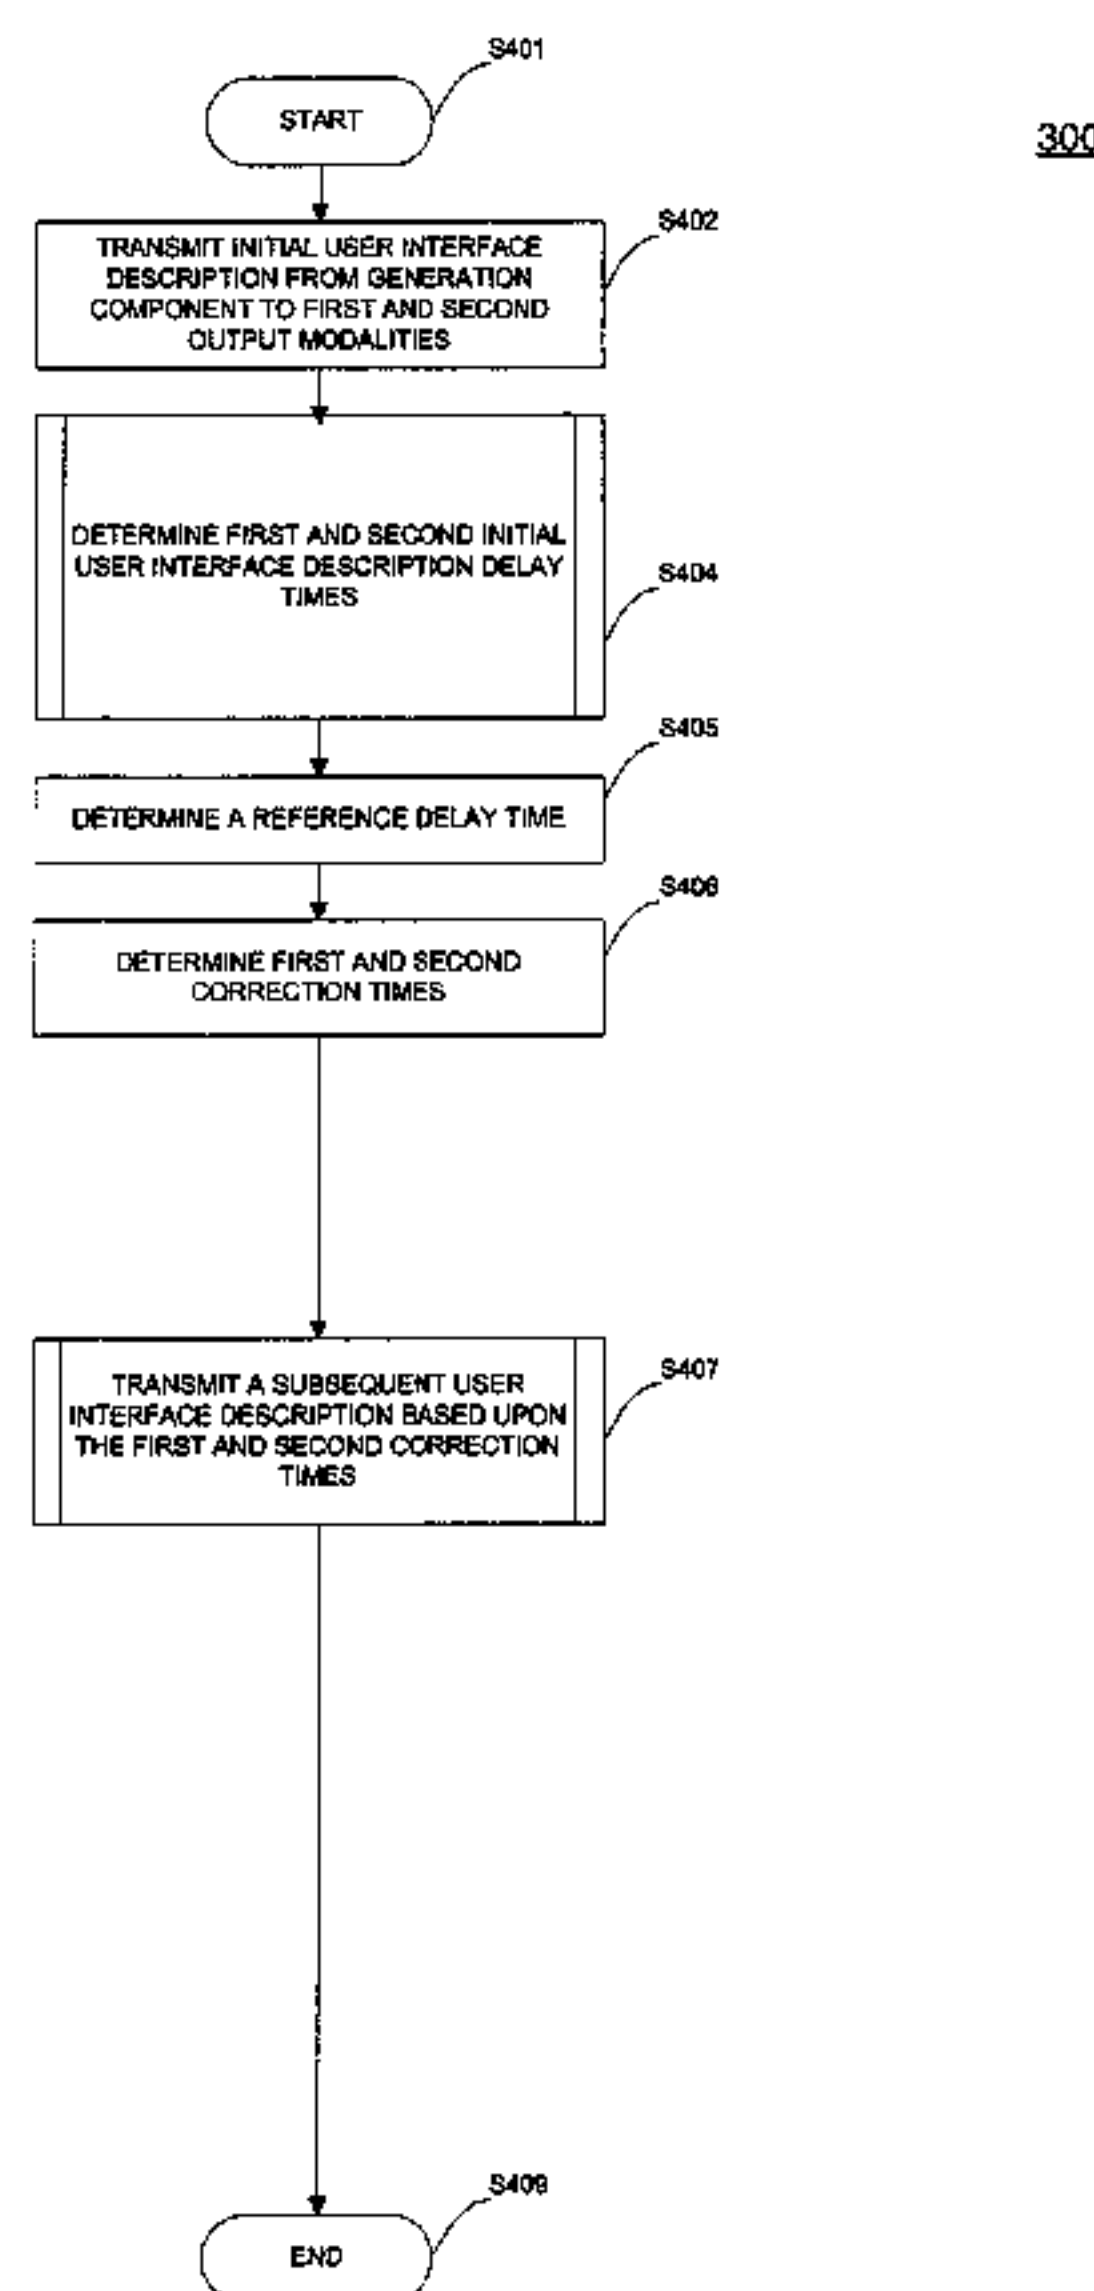 S401
START
300
S402
TRANSMIT INITIAL USER INTERFACE
DESCRIPTION FROM GENERATION
COMPONENT TO FIRST AND SECOND
OUTPUT MODALITIES
DETERMINE FIRST AND SECOND INITIAL
USER INTERFACE DESCRIPTION DELAY
TIMES
S404
S405
DETERMINE A REFERENCE DELAY TIME
S406
DETERMINE FIRST AND SECOND
CORRECTION TIMES
S407
TRANSMIT A SUBSEQUENT USER
INTERFACE DESCRIPTION BASED UPON
THE FIRST AND SECOND CORRECTION
TIMES
S409
END